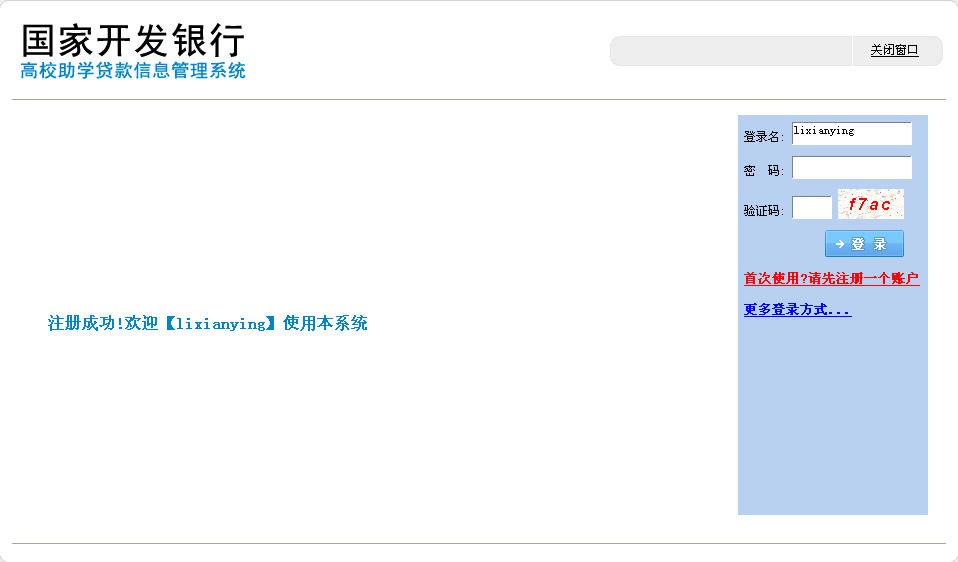 国家开发银行
高校助学贷款信息管理系统
关闭窗口
登录名: lixianying
密 码:
验证码: f7ac
登 录
首次使用?请先注册一个账户
更多登录方式...
注册成功!欢迎【lixianying】使用本系统